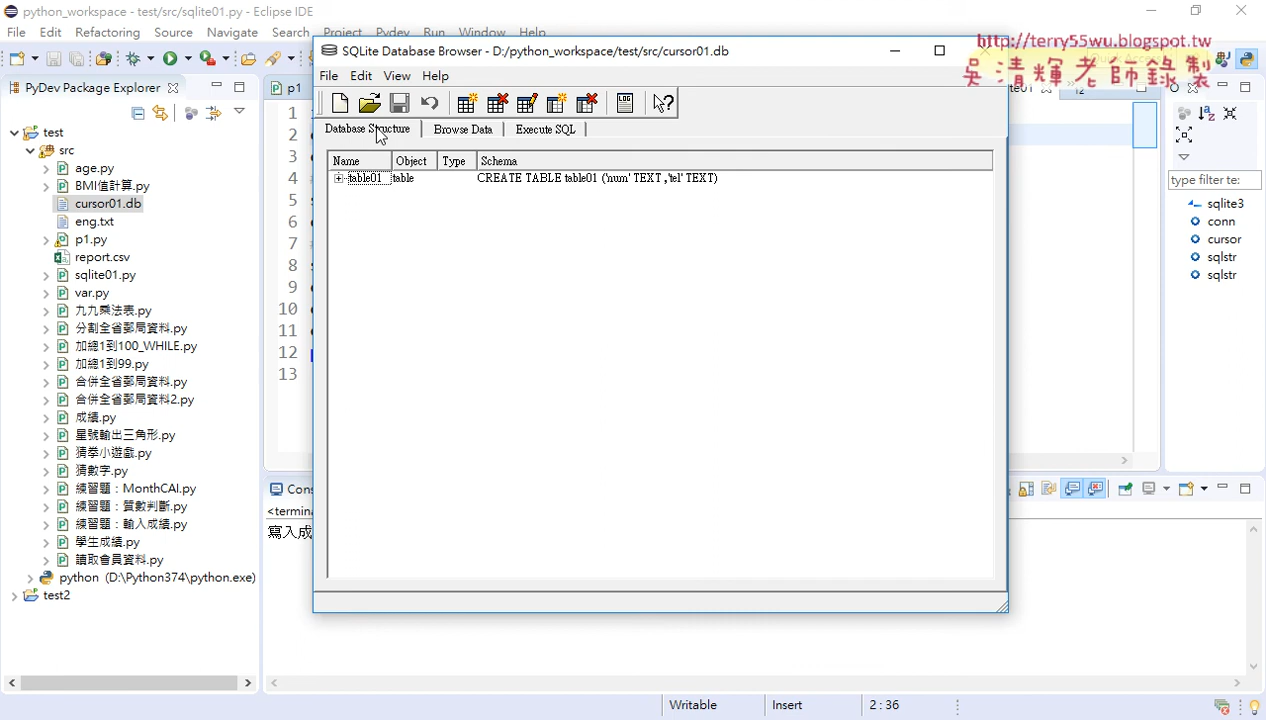 python_workspace - test/src/sqlite01.py - Eclipse IDE
File Edit Refactoring Source Navigate Search Project Pydev Run Window Help
http://terry55wu.blogspot.tw
吳清輝老師錄製
PyDev Package Explorer
test
src
age.py
BMI值計算.py
cursor01.db
eng.txt
p1.py
report.csv
sqlite01.py
var.py
九九乘法表.py
分割全省郵局資料.py
加總1到100_WHILE.py
加總1到99.py
合併全省郵局資料.py
合併全省郵局資料2.py
成績.py
星號輸出三角形.py
猜拳小遊戲.py
猜數字.py
練習題：MonthCAl.py
練習題：質數判斷.py
練習題：輸入成績.py
學生成績.py
讀取會員資料.py
python (D:\Python374\python.exe)
test2
p1
1
2
3
4
5
6
7
8
9
10
11
12
13
SQLite Database Browser - D:/python_workspace/test/src/cursor01.db
File Edit View Help
Database Structure Browse Data Execute SQL
Name Object Type Schema
table01 table CREATE TABLE table01 ('num' TEXT ,'tel' TEXT)
type filter te:
sqlite3
conn
cursor
sqlstr
sqlstr
Cons
<termin
寫入成
Writable Insert 2 : 36